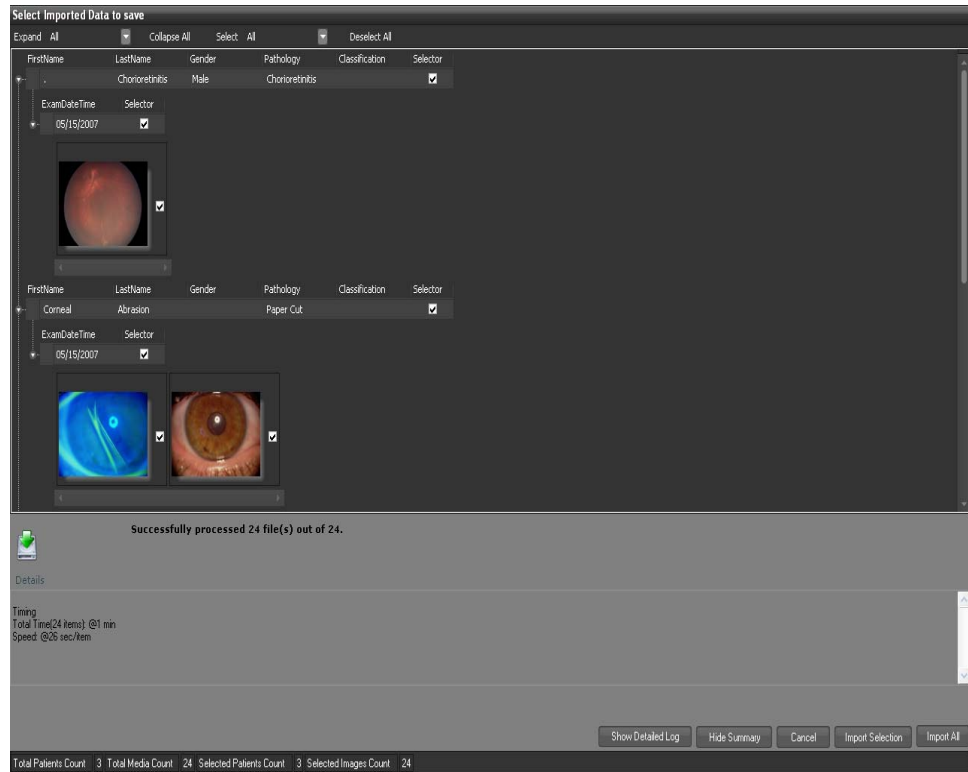 Select Imported Data to save
Expand All Collapse All Select All Deselect All
FirstName LastName Gender Pathology Classification Selector
. Chorioretinitis Male Chorioretinitis
ExamDateTime Selector
05/15/2007
FirstName LastName Gender Pathology Classification Selector
Corneal Abrasion Paper Cut
ExamDateTime Selector
05/15/2007
Successfully processed 24 file(s) out of 24.
Details
Timing
Total Time(24 items): @1 min
Speed: @26 sec/item
Show Detailed Log Hide Summary Cancel Import Selection Import All
Total Patients Count 3 Total Media Count 24 Selected Patients Count 3 Selected Images Count 24